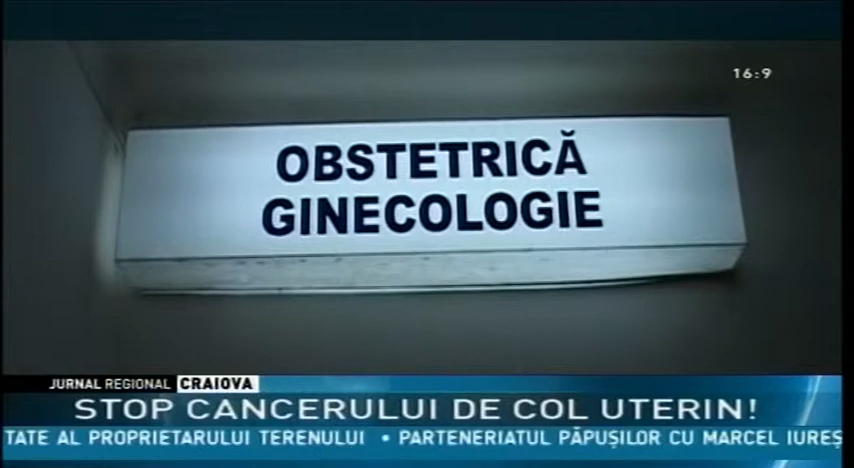 16:9
OBSTETRICĂ
GINECOLOGIE
JURNAL REGIONAL CRAIOVA
STOP CANCERULUI DE COL UTERIN!
TATE AL PROPRIETARULUI TERENULUI • PARTENERIATUL PĂPUȘILOR CU MARCEL IUREȘ